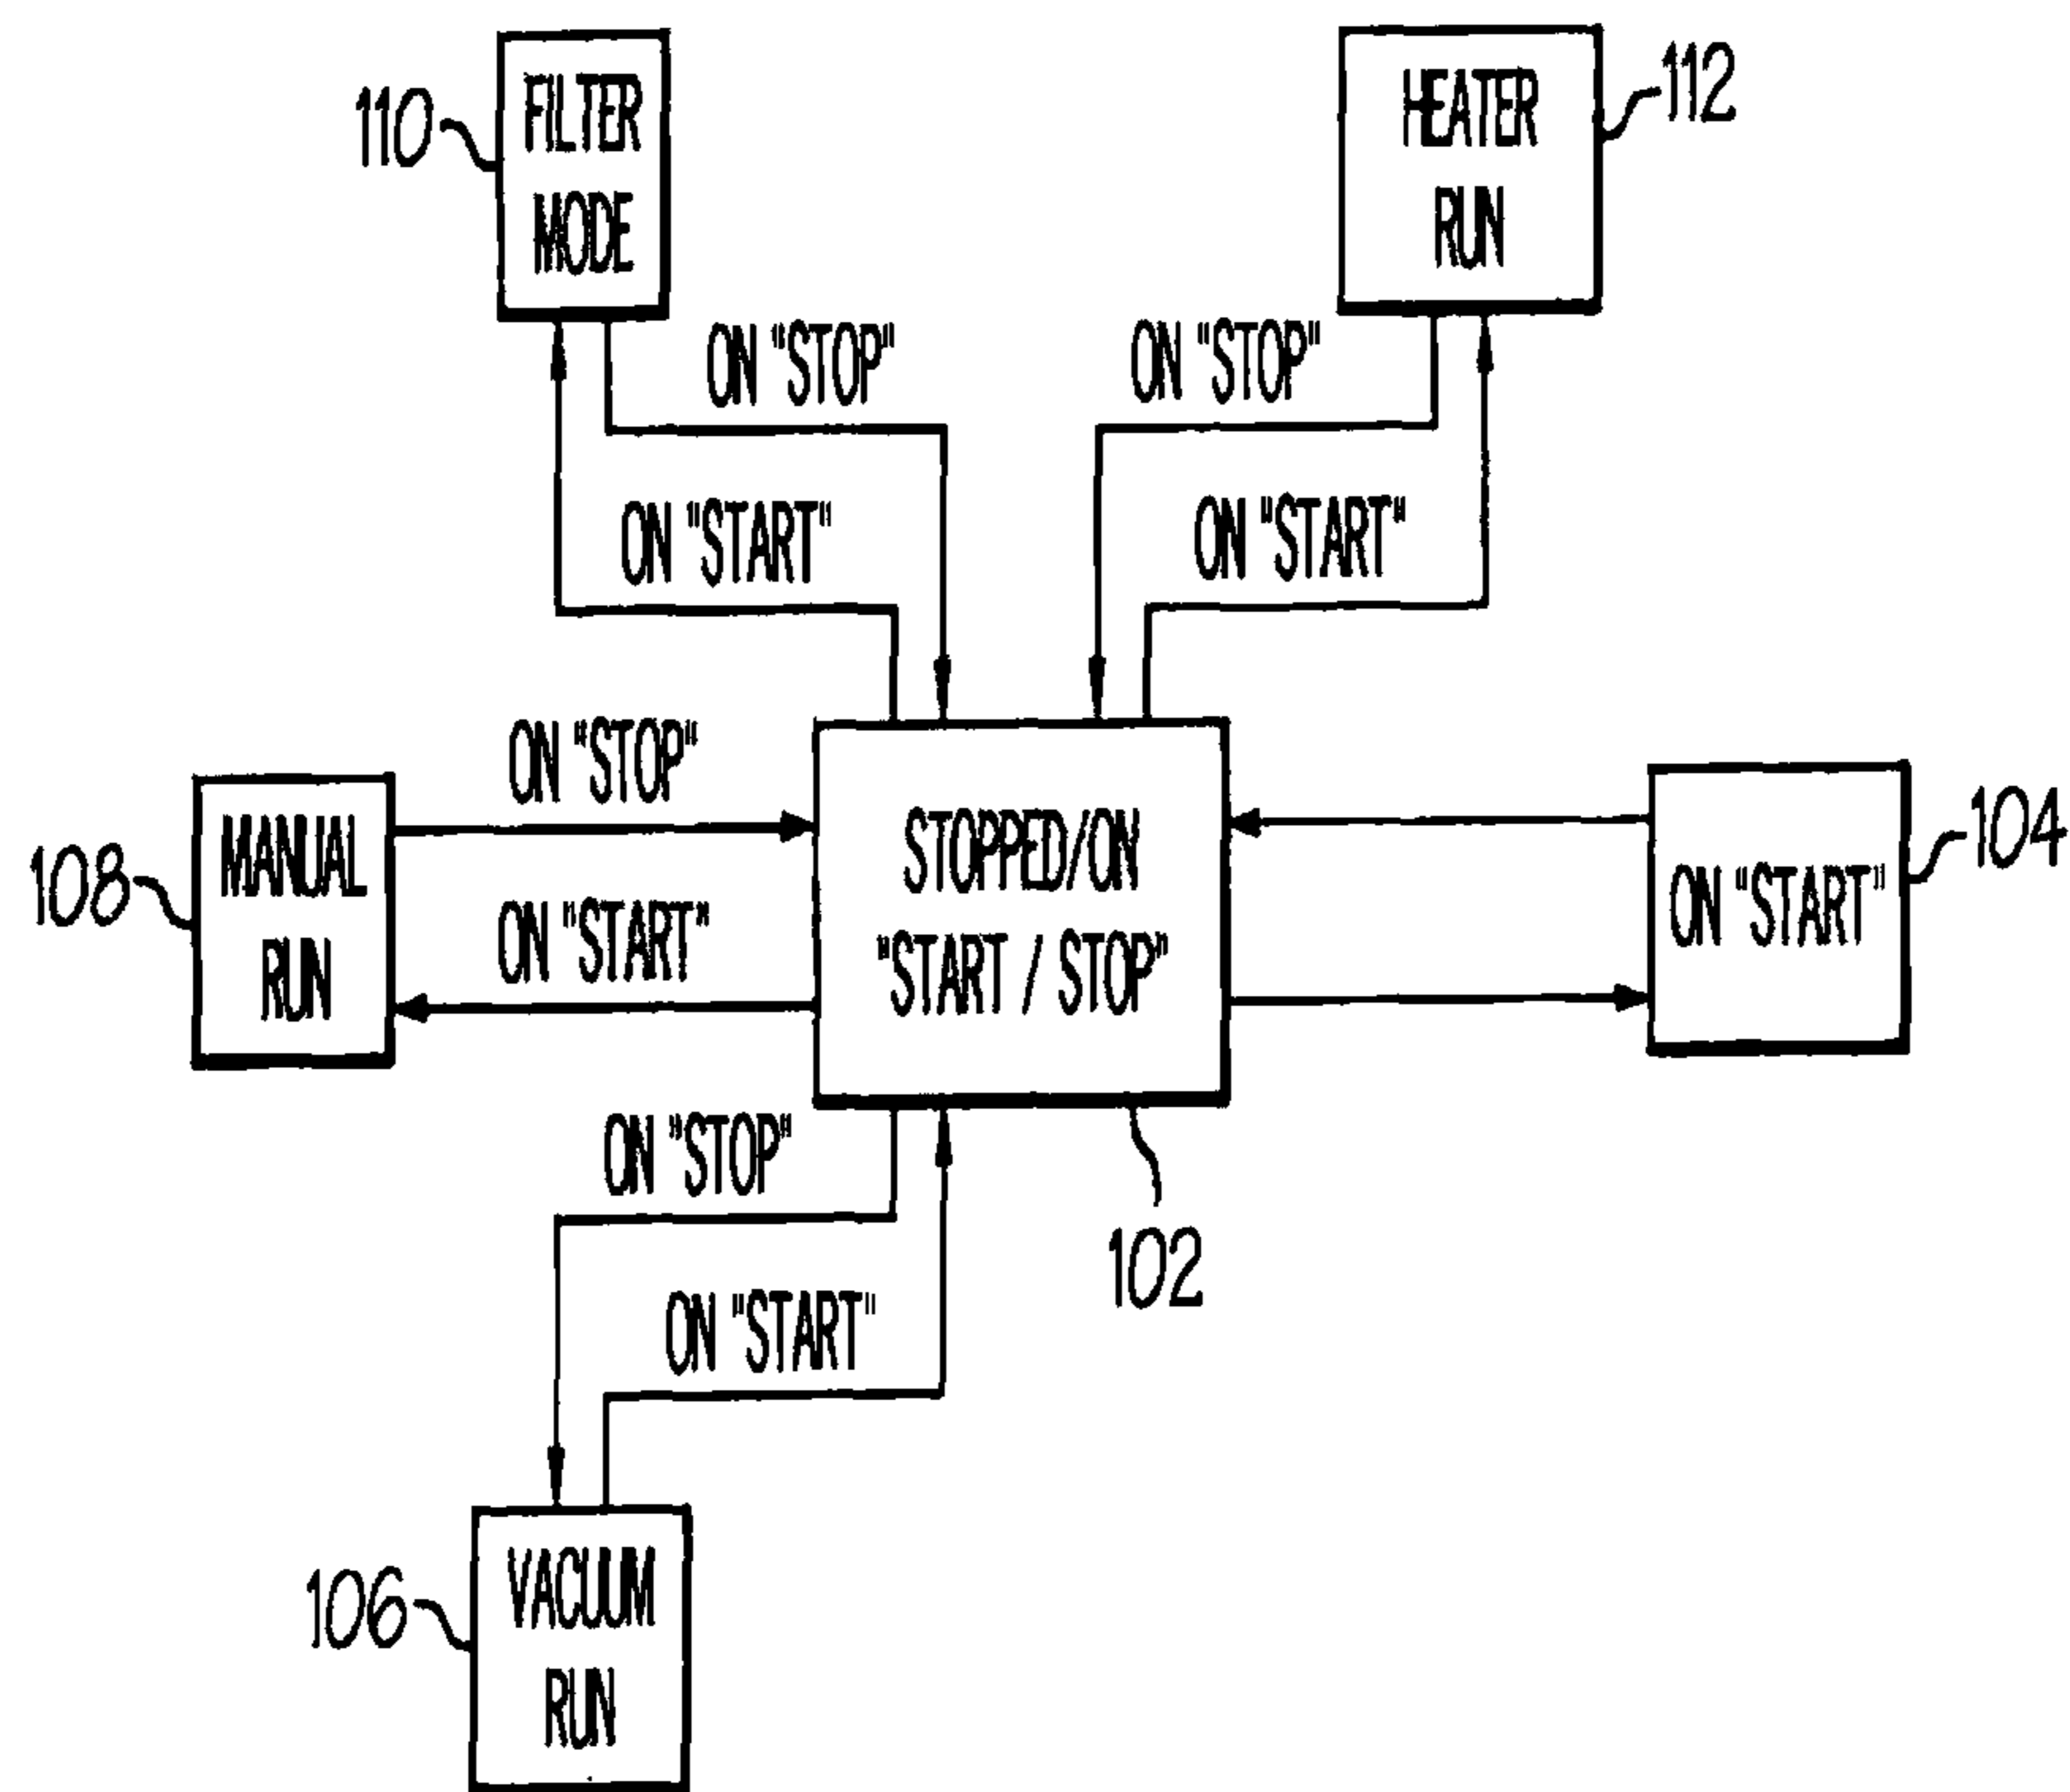 110
FILTER
MODE
HEATER
RUN
112
ON "STOP"
ON "STOP"
ON "START"
ON "START"
108
MANUAL
RUN
ON "STOP"
ON "START"
STOPPED/ON
"START / STOP"
ON "START"
104
ON "STOP"
102
ON "START"
106
VACUUM
RUN